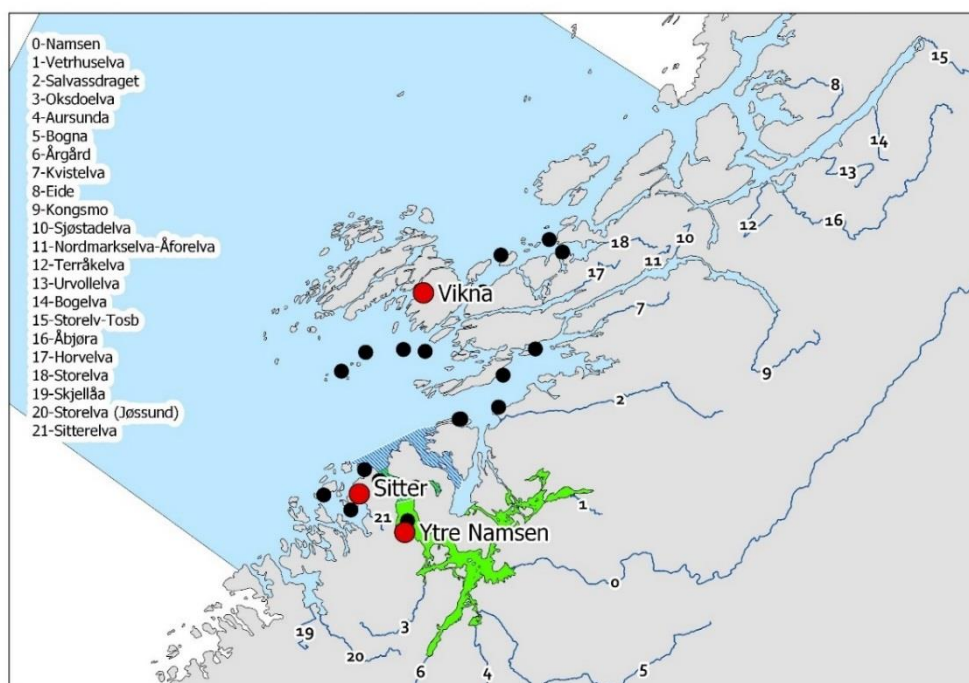 0-Namsen
1-Vetrhuselva
2-Salvassdraget
3-Oksdoelva
4-Aursunda
5-Bogna
6-Årgård
7-Kvistelva
8-Eide
9-Kongsmo
10-Sjøstadelva
11-Nordmarkselva-Åforelva
12-Terråkelva
13-Urvollelva
14-Bogelva
15-Storelv-Tosb
16-Åbjøra
17-Horvelva
18-Storelva
19-Skjellåa
20-Storelva (Jøssund)
21-Sitterelva
15
8
14
13
16
12
10
18
11
17
Vikna
7
9
2
Sitter
1
21
Ytre Namsen
0
19
3
20
6
4
5